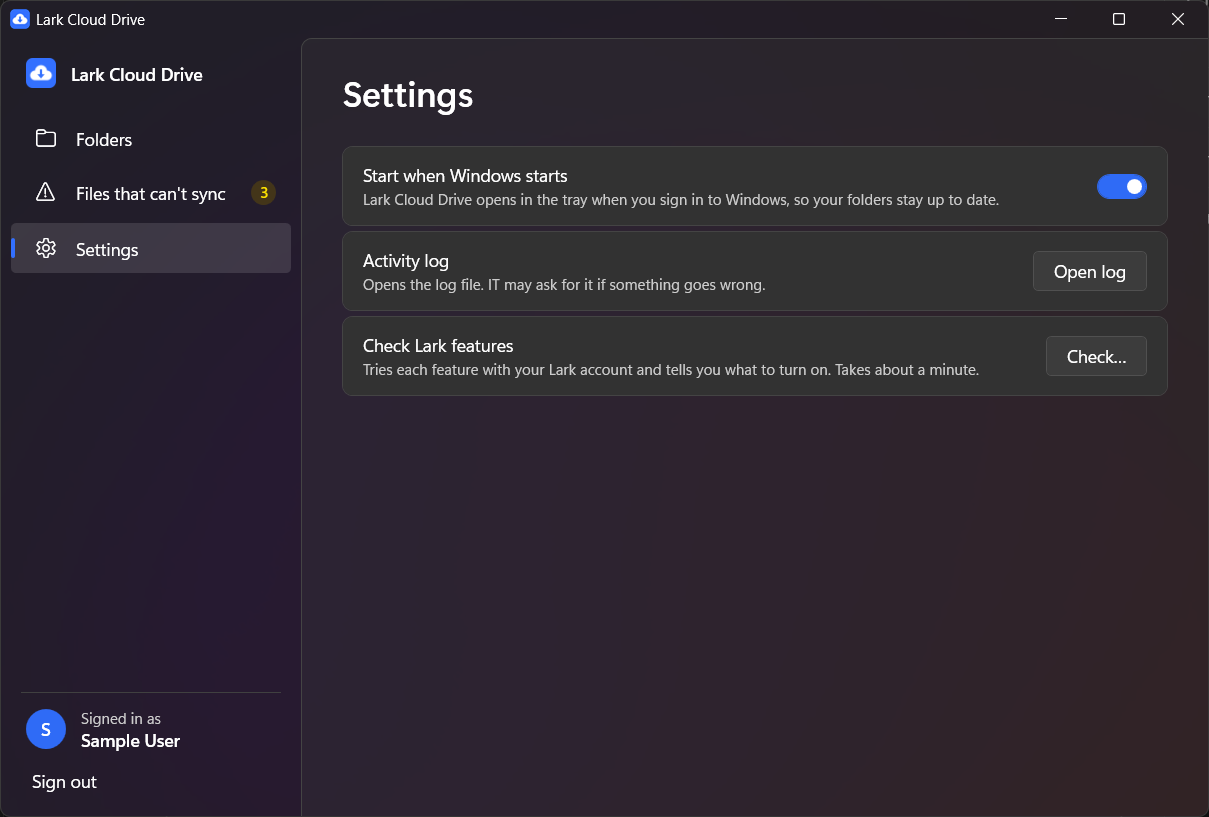 Lark Cloud Drive
Lark Cloud Drive
Folders
Files that can't sync 3
Settings
Settings
Start when Windows starts
Lark Cloud Drive opens in the tray when you sign in to Windows, so your folders stay up to date.
Activity log
Opens the log file. IT may ask for it if something goes wrong.
Open log
Check Lark features
Tries each feature with your Lark account and tells you what to turn on. Takes about a minute.
Check...
S
Signed in as
Sample User
Sign out